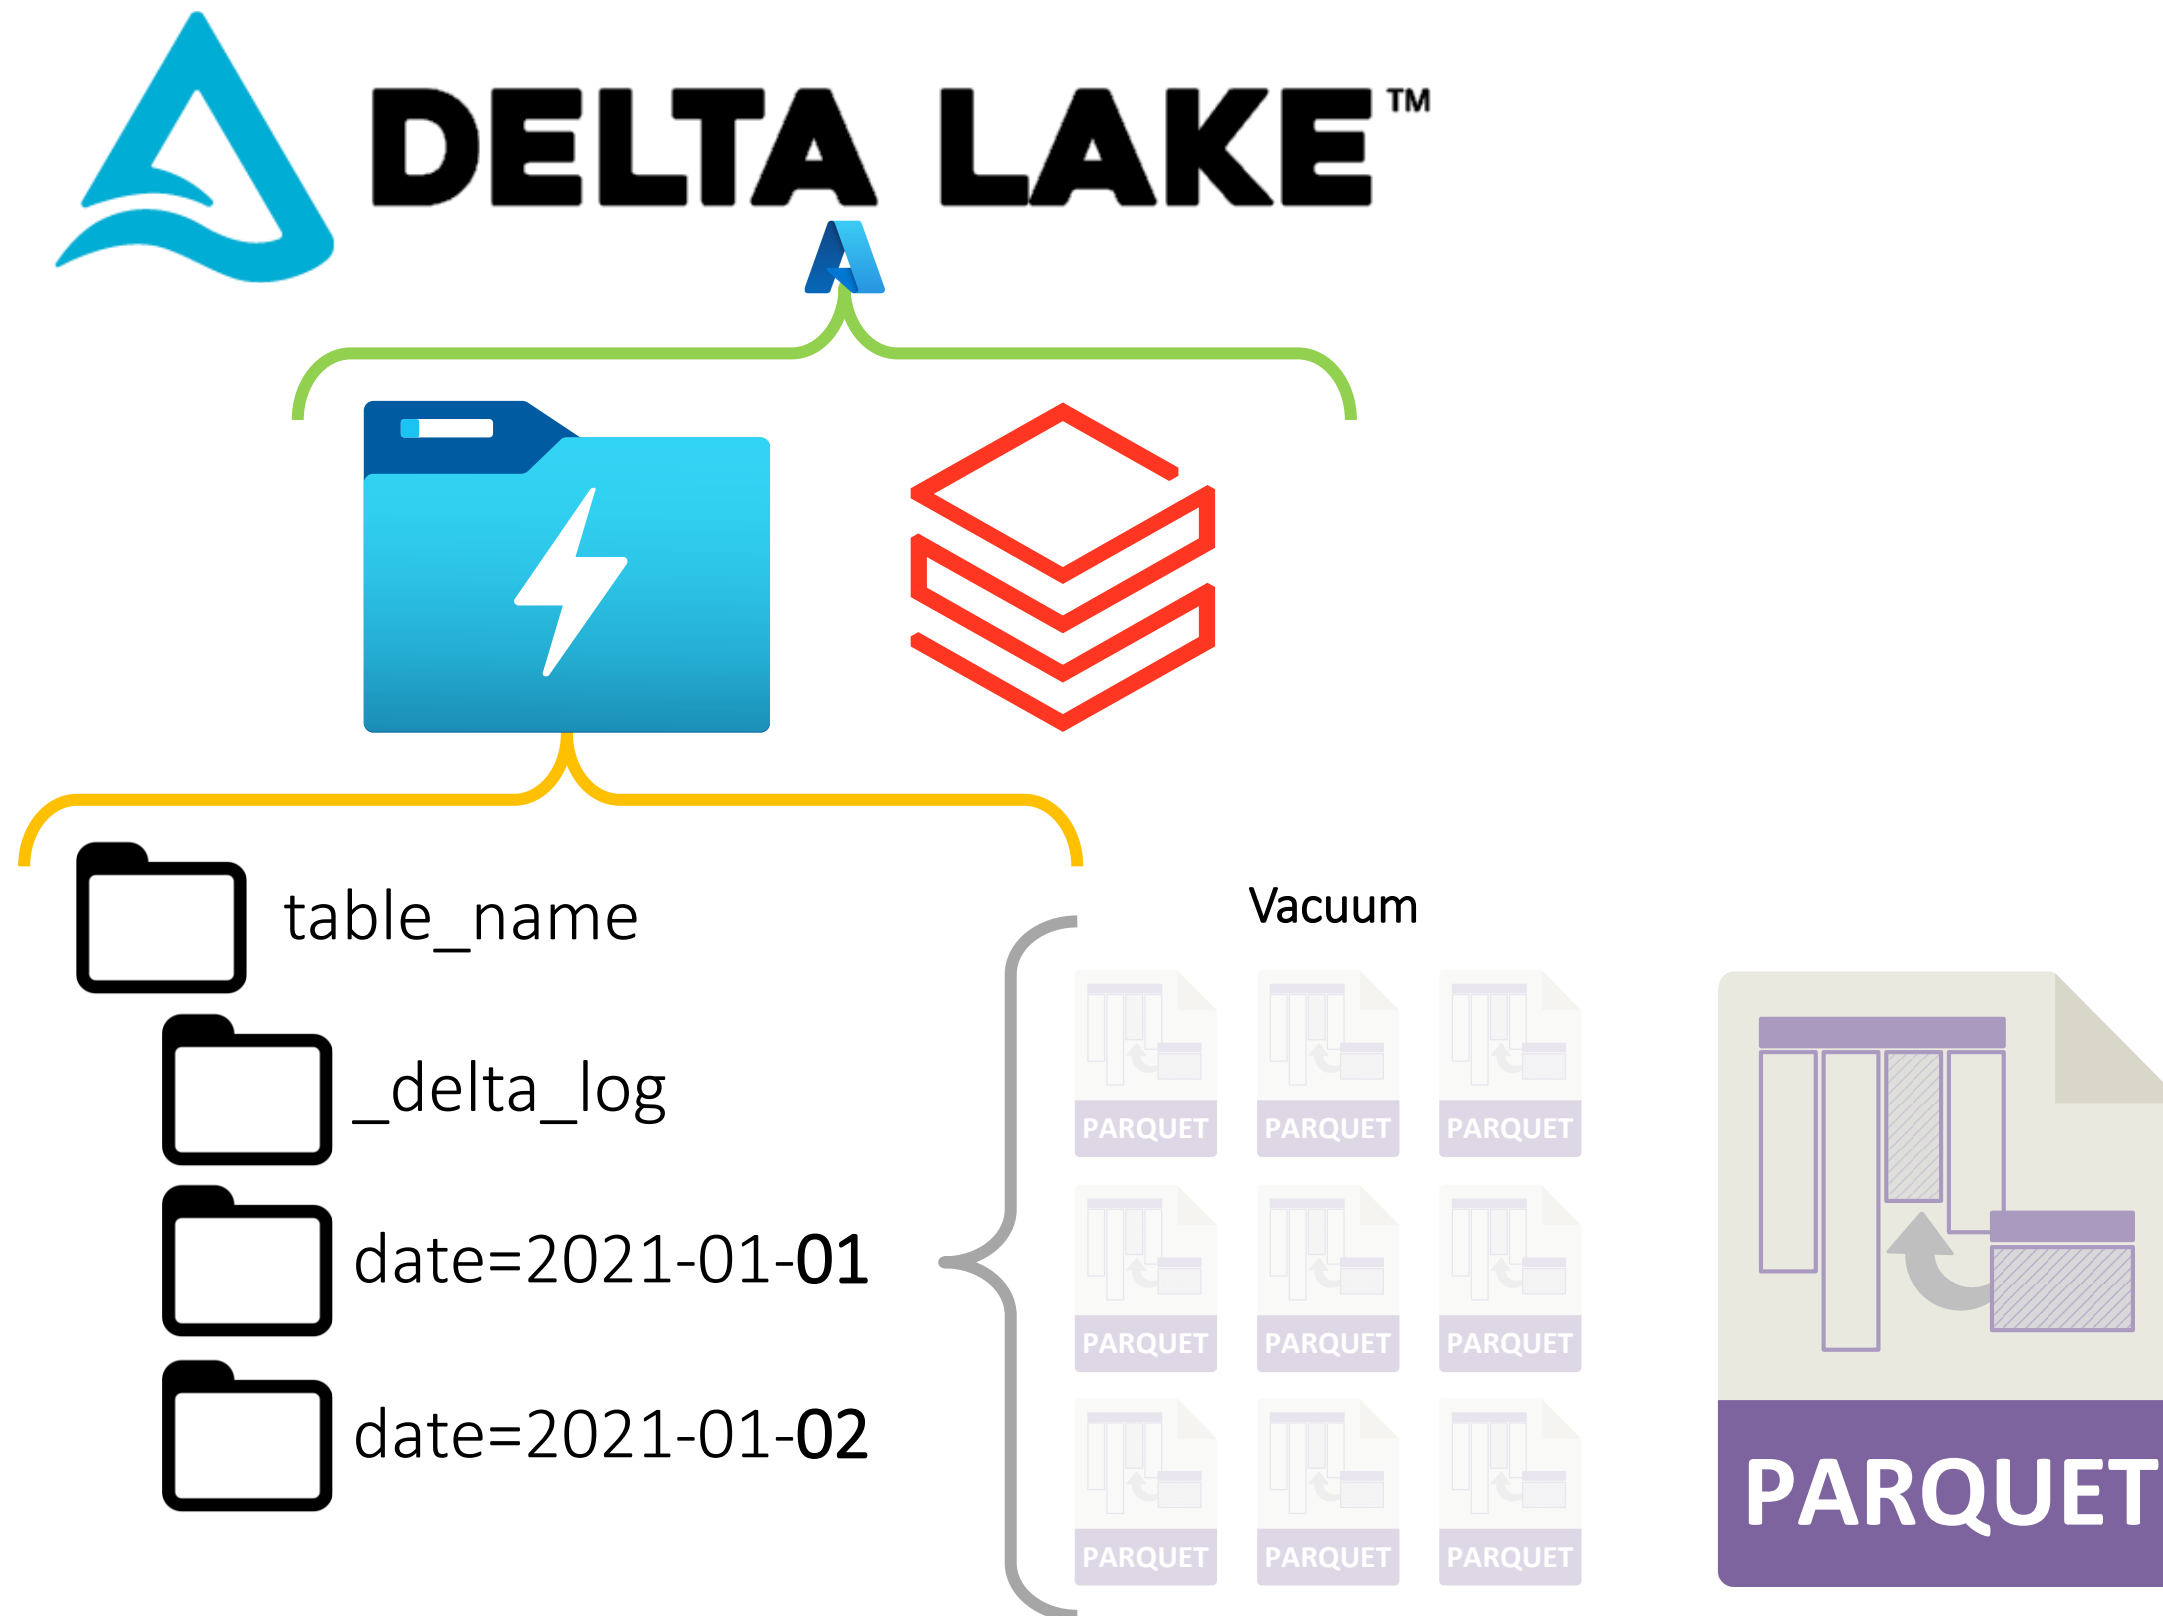 DELTA LAKE™
table_name
_delta_log
date=2021-01-01
date=2021-01-02
Vacuum
PARQUET PARQUET PARQUET
PARQUET PARQUET PARQUET
PARQUET PARQUET PARQUET
PARQUET